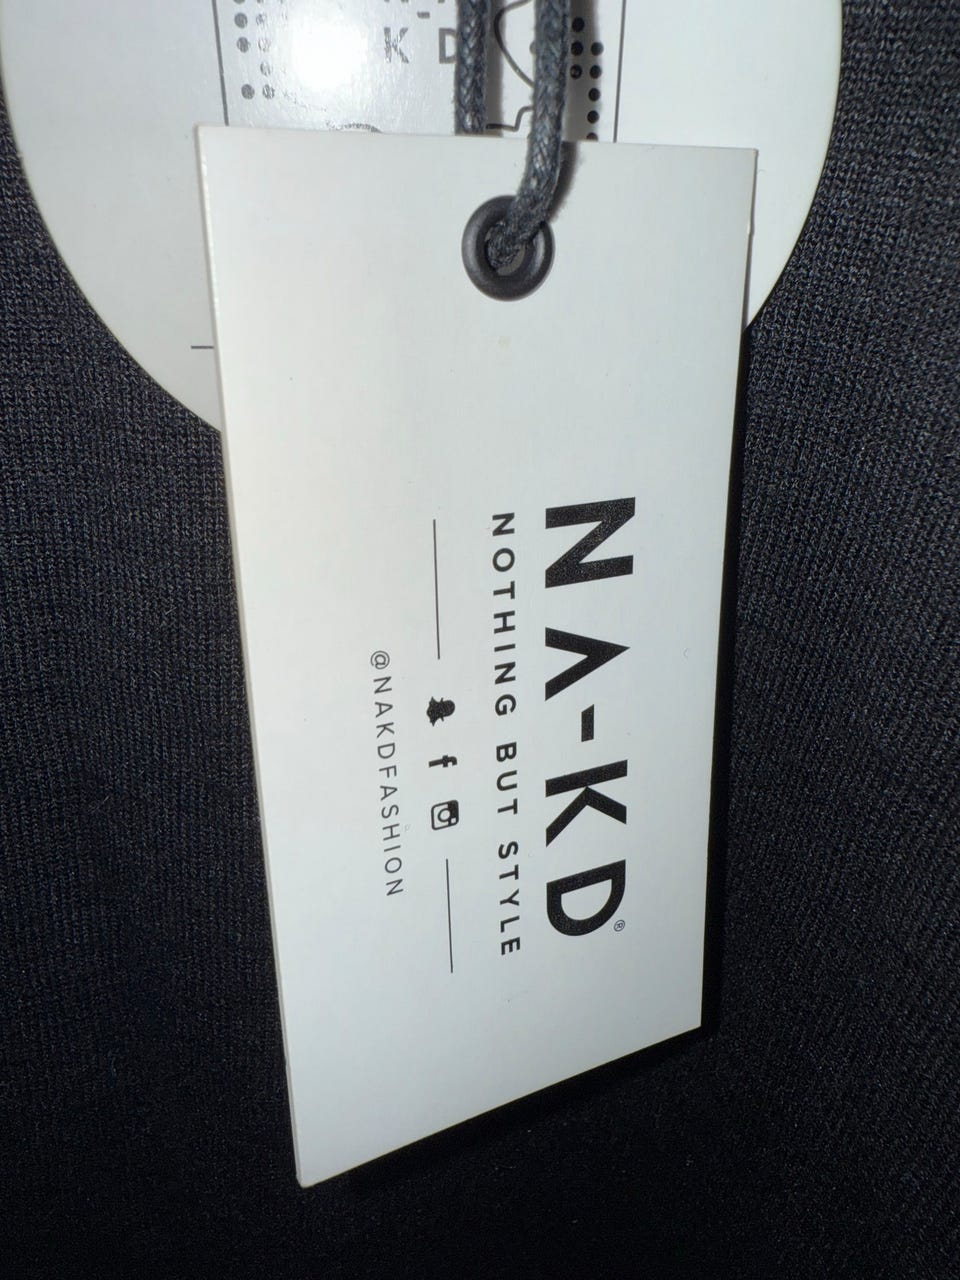 K D
NA-KD®
NOTHING BUT STYLE
@NAKDFASHION